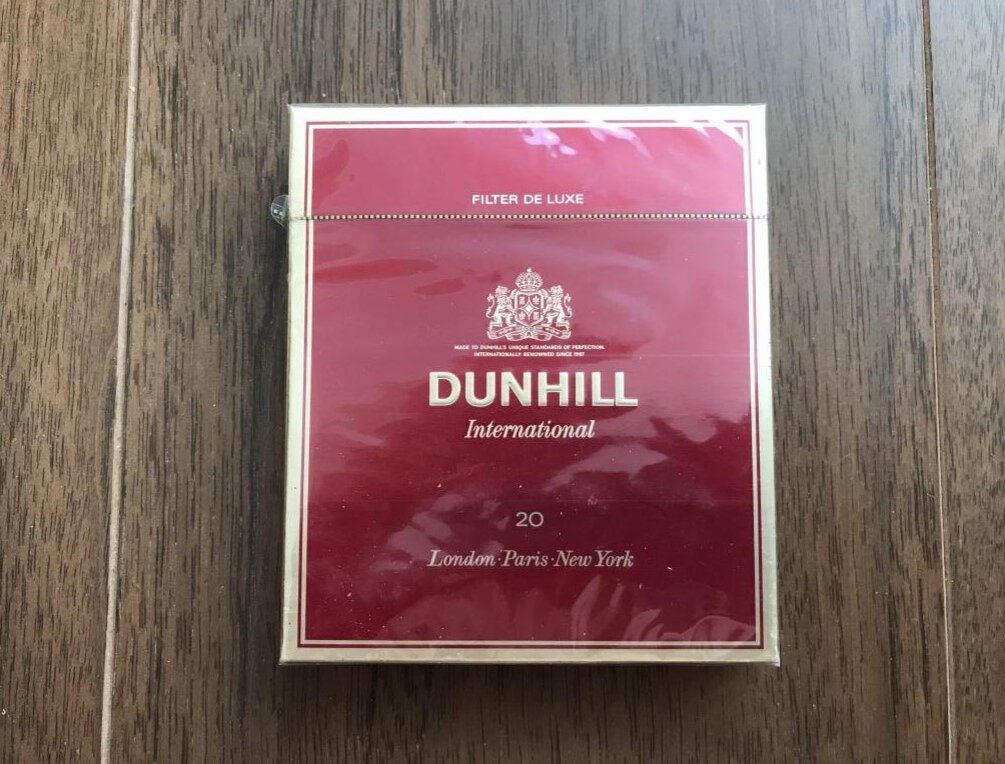 FILTER DE LUXE
MADE TO DUNHILL'S UNIQUE STANDARDS OF PERFECTION.
INTERNATIONALLY RENOWNED SINCE 1907
DUNHILL
International
20
London·Paris·New York